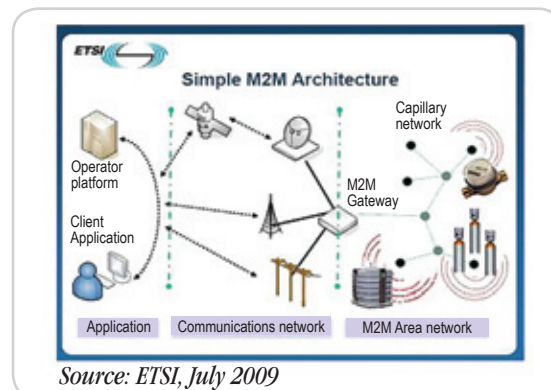 ETSI
Simple M2M Architecture
Capillary
network
Operator
platform
M2M
Gateway
Client
Application
Application
Communications network
M2M Area network
Source: ETSI, July 2009